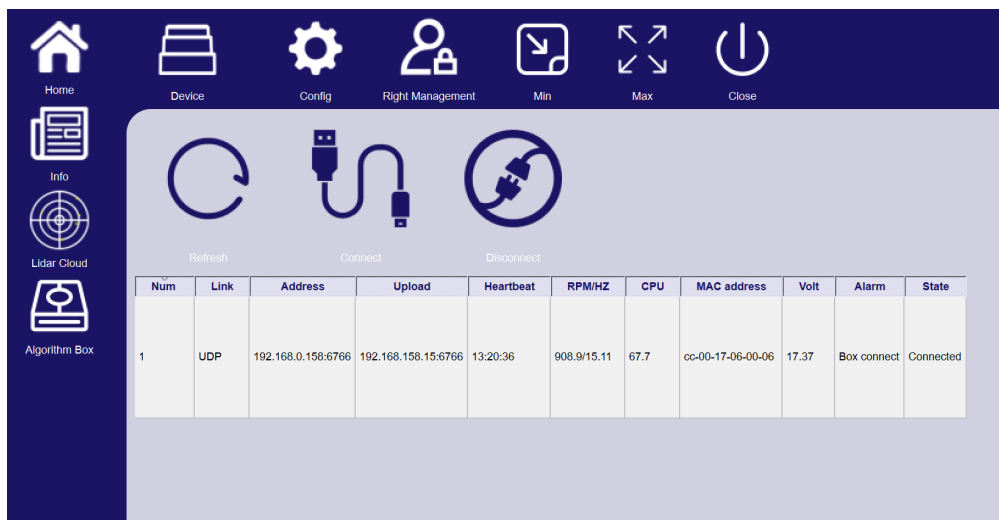 Home
Device Config Right Management Min Max Close
Info
Lidar Cloud
Algorithm Box
Refresh Connect Disconnect
Num Link Address Upload Heartbeat RPM/HZ CPU MAC address Volt Alarm State
1 UDP 192.168.0.158:6766 192.168.158.15:6766 13:20:36 908.9/15.11 67.7 cc-00-17-06-00-06 17.37 Box connect Connected